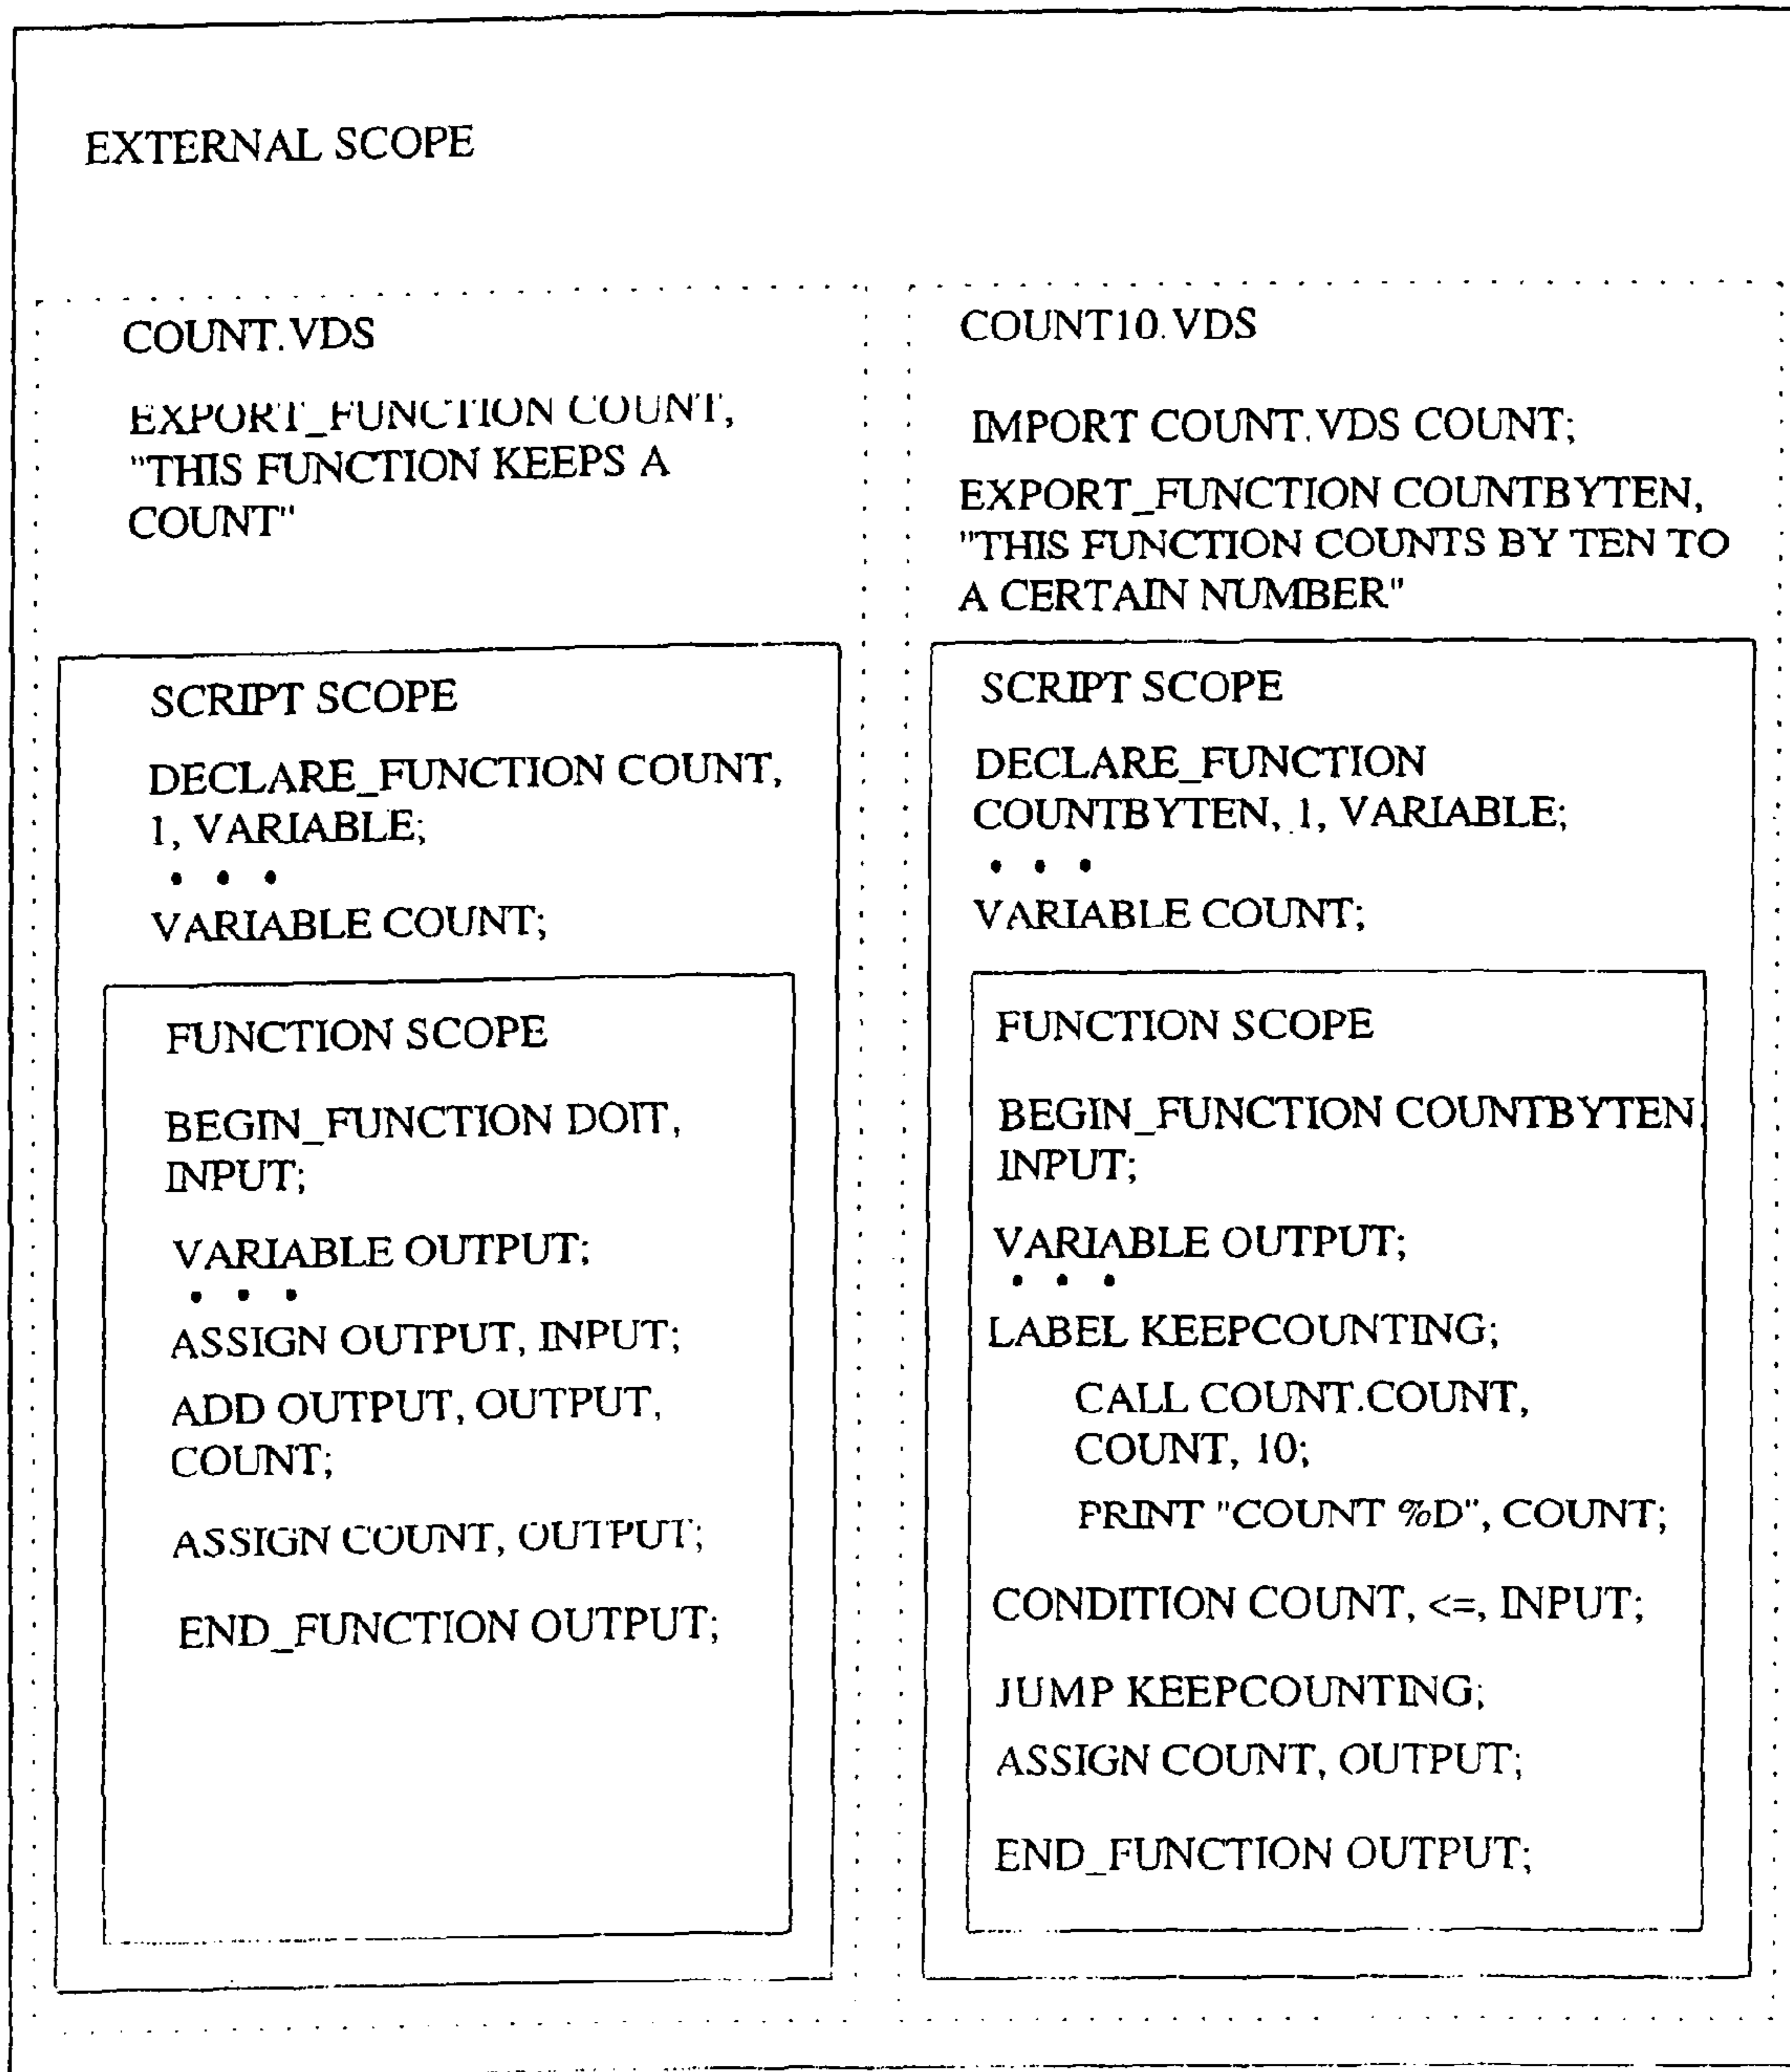 EXTERNAL SCOPE
COUNT.VDS
EXPORT_FUNCTION COUNT,
"THIS FUNCTION KEEPS A
COUNT"
SCRIPT SCOPE
DECLARE_FUNCTION COUNT,
1, VARIABLE;
• • •
VARIABLE COUNT;
FUNCTION SCOPE
BEGIN_FUNCTION DOIT,
INPUT;
VARIABLE OUTPUT;
• • •
ASSIGN OUTPUT, INPUT;
ADD OUTPUT, OUTPUT,
COUNT;
ASSIGN COUNT, OUTPUT;
END_FUNCTION OUTPUT;
COUNT10.VDS
IMPORT COUNT.VDS COUNT;
EXPORT_FUNCTION COUNTBYTEN,
"THIS FUNCTION COUNTS BY TEN TO
A CERTAIN NUMBER"
SCRIPT SCOPE
DECLARE_FUNCTION
COUNTBYTEN, 1, VARIABLE;
• • •
VARIABLE COUNT;
FUNCTION SCOPE
BEGIN_FUNCTION COUNTBYTEN,
INPUT;
VARIABLE OUTPUT;
• • •
LABEL KEEPCOUNTING;
CALL COUNT.COUNT,
COUNT, 10;
PRINT "COUNT %D", COUNT;
CONDITION COUNT, <=, INPUT;
JUMP KEEPCOUNTING;
ASSIGN COUNT, OUTPUT;
END_FUNCTION OUTPUT;